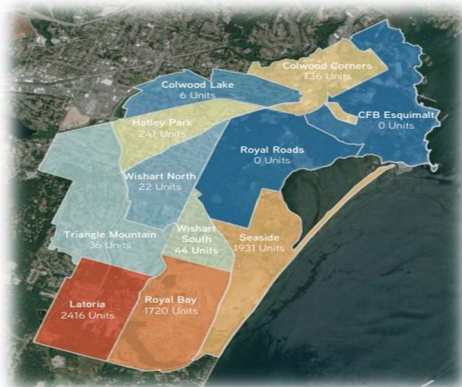 Colwood Corners
736 Units
Colwood Lake
6 Units
CFB Esquimalt
0 Units
Hatley Park
241 Units
Royal Roads
0 Units
Wishart North
22 Units
Triangle Mountain
36 Units
Wishart
South
44 Units
Seaside
1931 Units
Latoria
2416 Units
Royal Bay
1720 Units